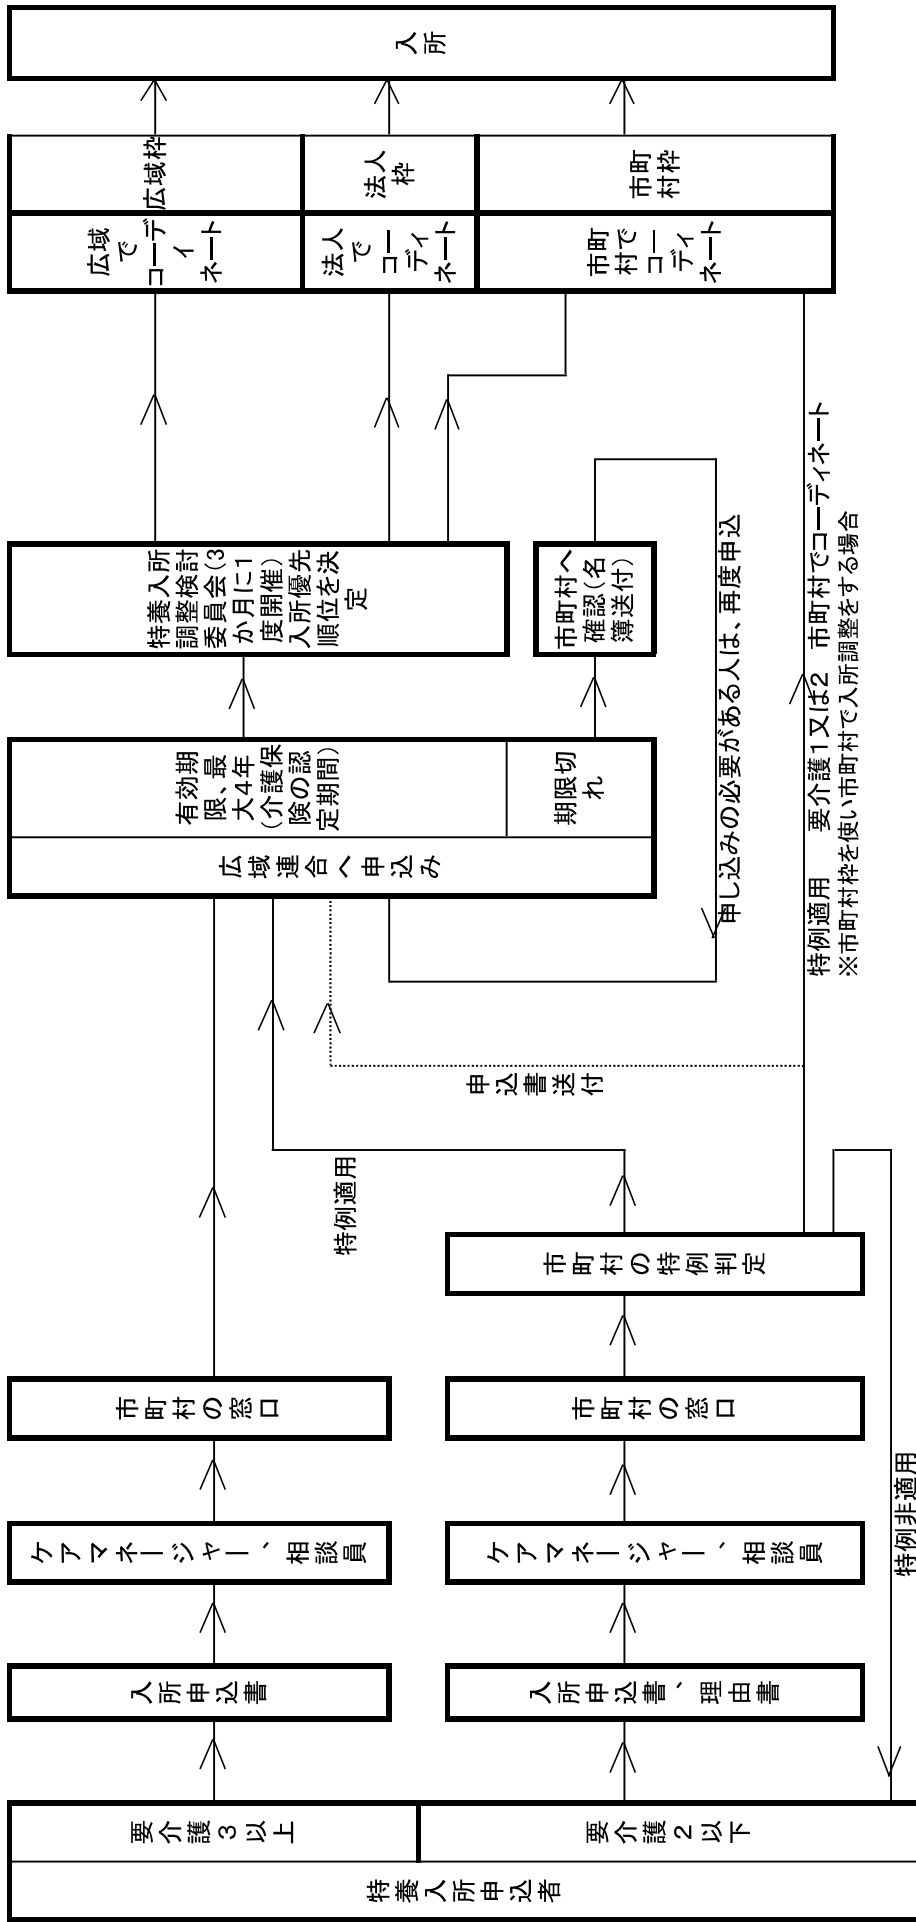 特養入所申込者
要介護３以上
要介護２以下
入所申込書
入所申込書、理由書
ケアマネージャー、相談員
ケアマネージャー、相談員
市町村の窓口
市町村の窓口
市町村の特例判定
特例非適用
特例適用
申込書送付
広域連合へ申込み
有効期
限、最
大4年
(介護保
険の認
定期間)
期限切
れ
申し込みの必要がある人は、再度申込
特例適用　要介護１又は２　市町村でコーディネート
※市町村枠を使い市町村で入所調整をする場合
特養入所
調整検討
委員会(3
か月に1
度開催)
入所優先
順位を決
定
市町村へ
確認(名
簿送付)
広域
で
コーデ
ィ
ネート
法人
で
コー
ディ
ネート
市町
村で
コー
ディ
ネート
広域枠
法人
枠
市町
村枠
入所